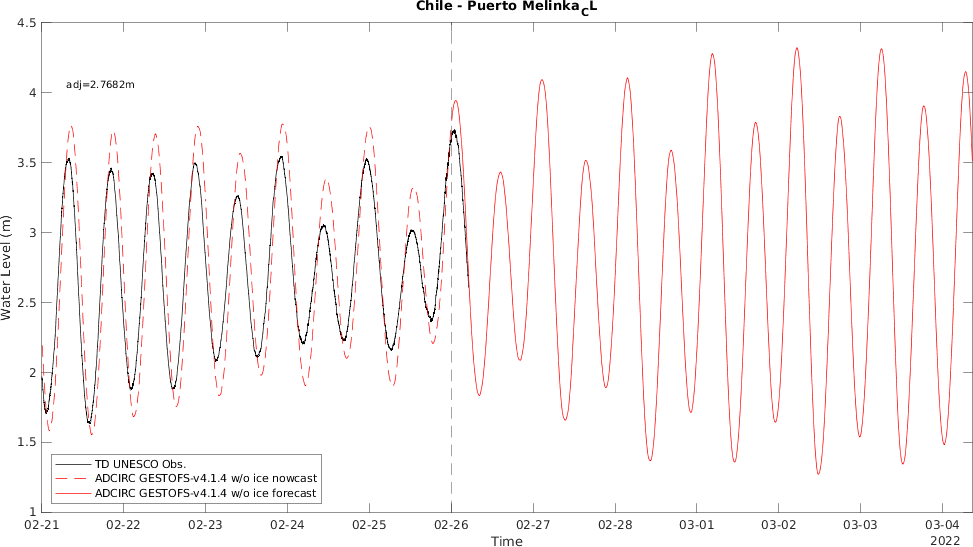 Chile - Puerto Melinka_CL
4.5
adj=2.7682m
4
3.5
3
Water Level (m)
2.5
2
1.5
TD UNESCO Obs.
ADCIRC GESTOFS-v4.1.4 w/o ice nowcast
ADCIRC GESTOFS-v4.1.4 w/o ice forecast
1
02-21 02-22 02-23 02-24 02-25 02-26 02-27 02-28 03-01 03-02 03-03 03-04
Time 2022